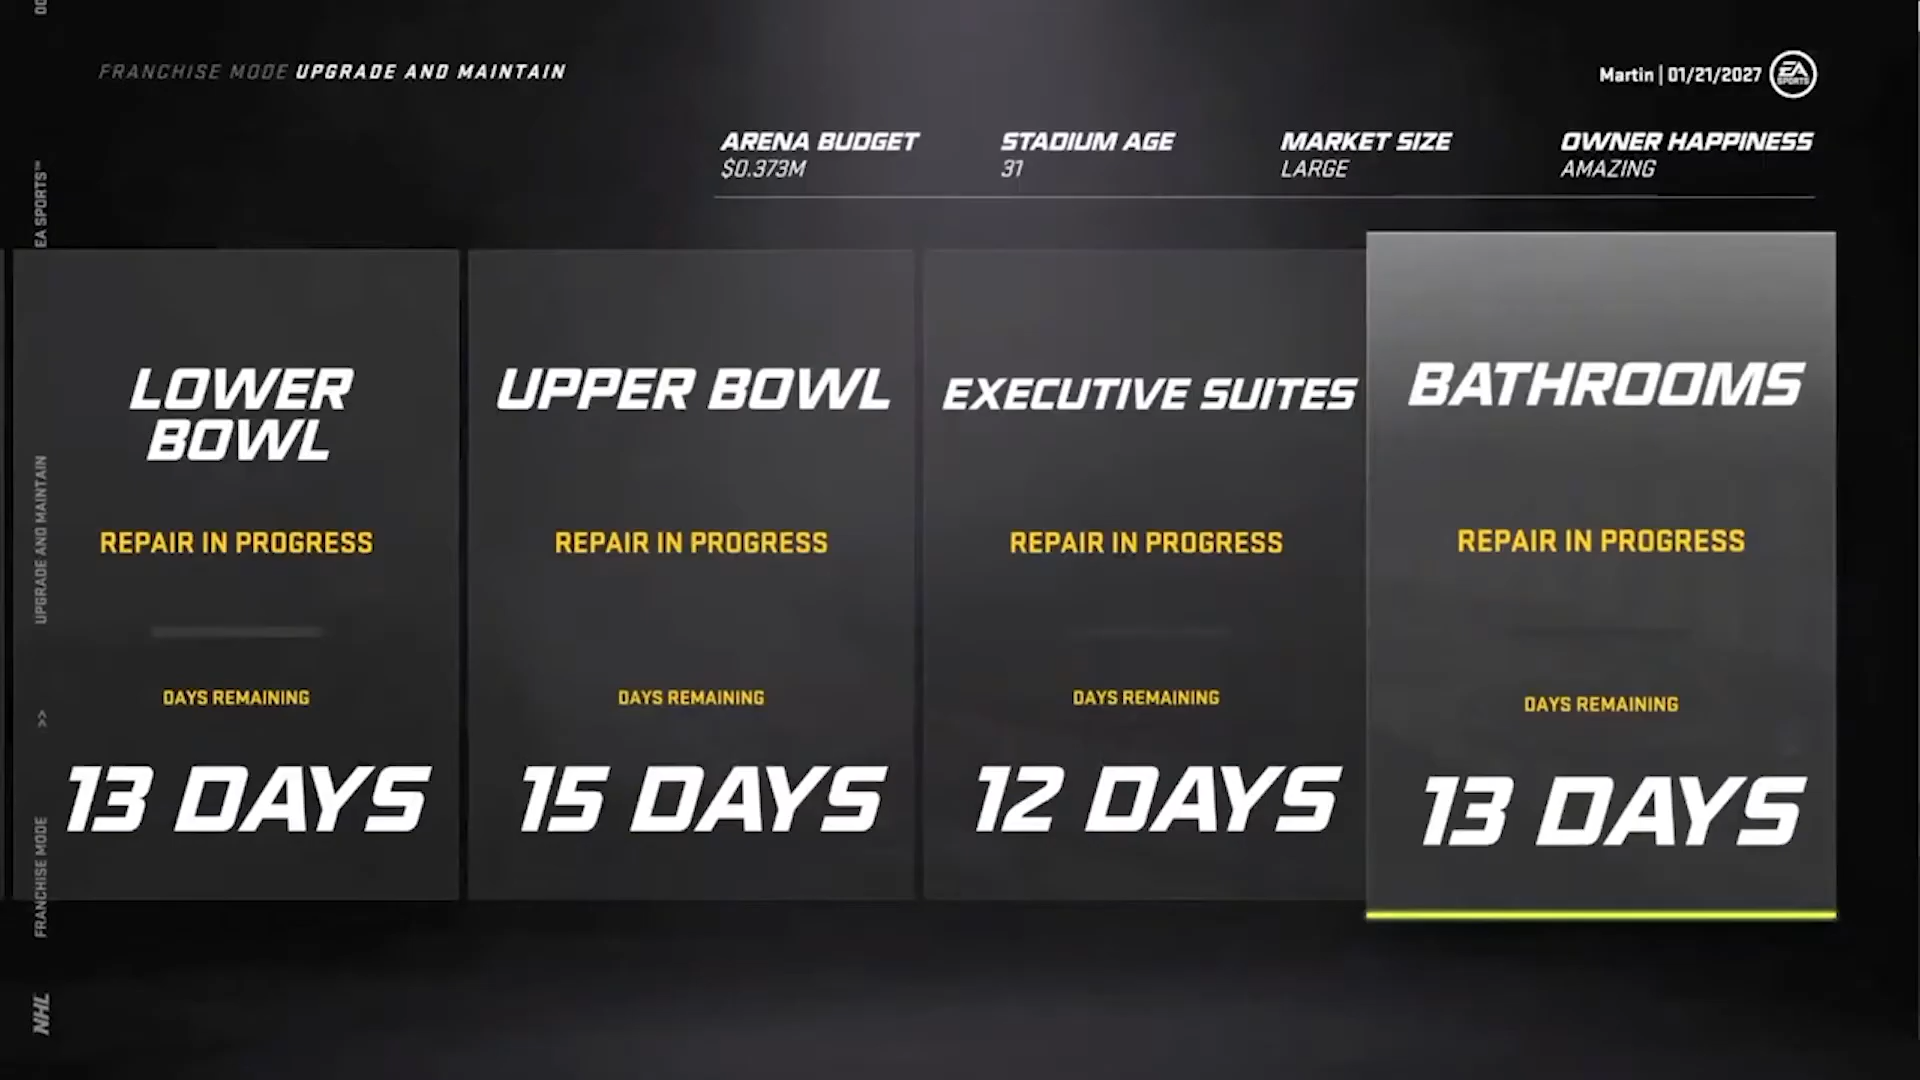 FRANCHISE MODE UPGRADE AND MAINTAIN
Martin | 01/21/2027
EA SPORTS
ARENA BUDGET
$0.373M
STADIUM AGE
31
MARKET SIZE
LARGE
OWNER HAPPINESS
AMAZING
LOWER
BOWL
REPAIR IN PROGRESS
DAYS REMAINING
13 DAYS
UPPER BOWL
REPAIR IN PROGRESS
DAYS REMAINING
15 DAYS
EXECUTIVE SUITES
REPAIR IN PROGRESS
DAYS REMAINING
12 DAYS
BATHROOMS
REPAIR IN PROGRESS
DAYS REMAINING
13 DAYS
NHL
FRANCHISE MODE
>>
UPGRADE AND MAINTAIN
EA SPORTS™